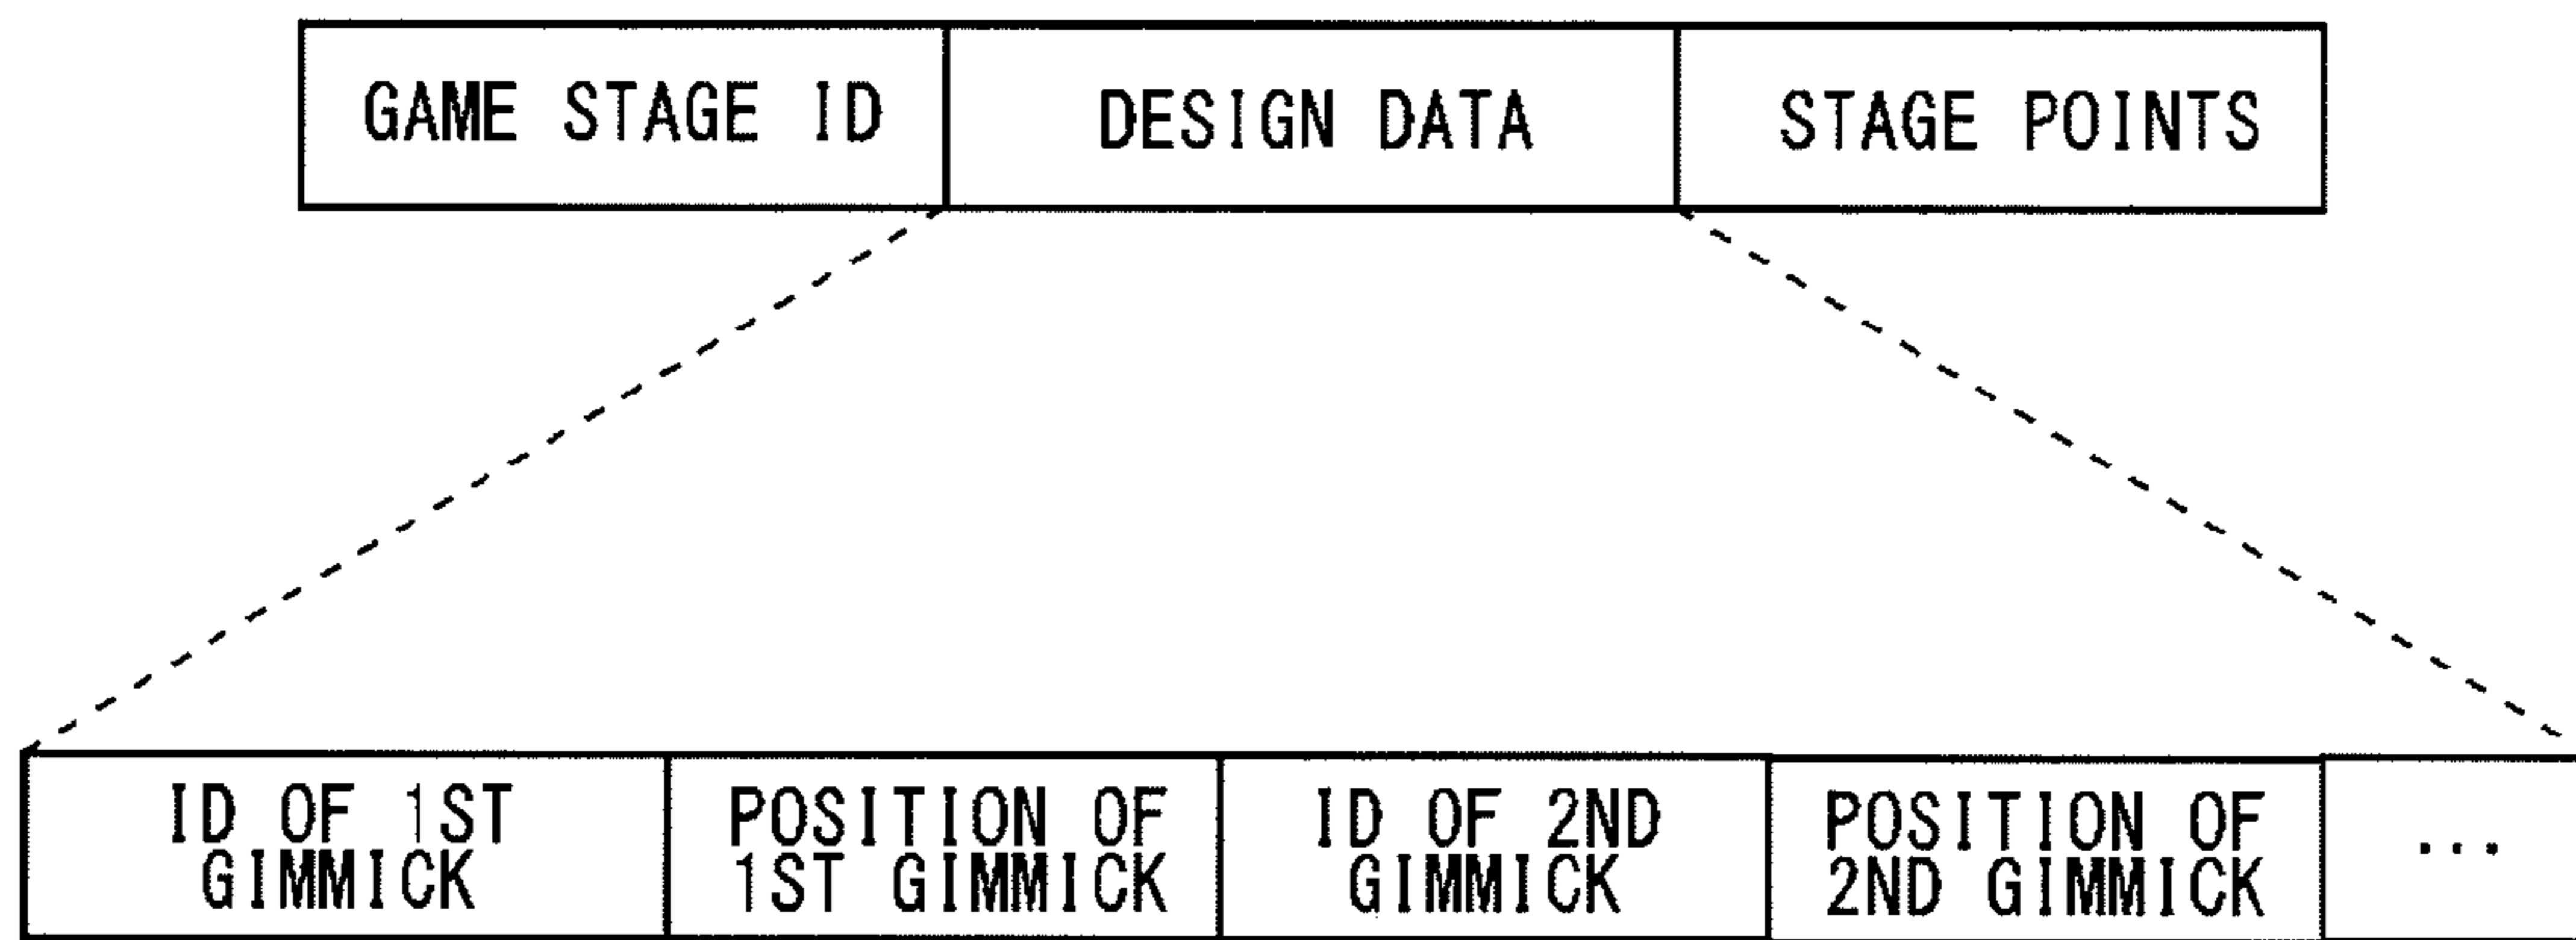 GAME STAGE ID
DESIGN DATA
STAGE POINTS
ID OF 1ST
GIMMICK
POSITION OF
1ST GIMMICK
ID OF 2ND
GIMMICK
POSITION OF
2ND GIMMICK
...